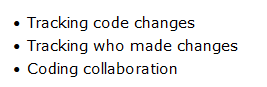 • Tracking code changes
• Tracking who made changes
• Coding collaboration